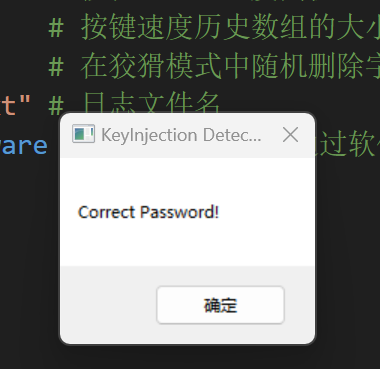 # 按键速度历史数组的大小
# 在狡猾模式中随机删除字
t" # 日志文件名
KeyInjection Detec...
ware
过软
Correct Password!
确定